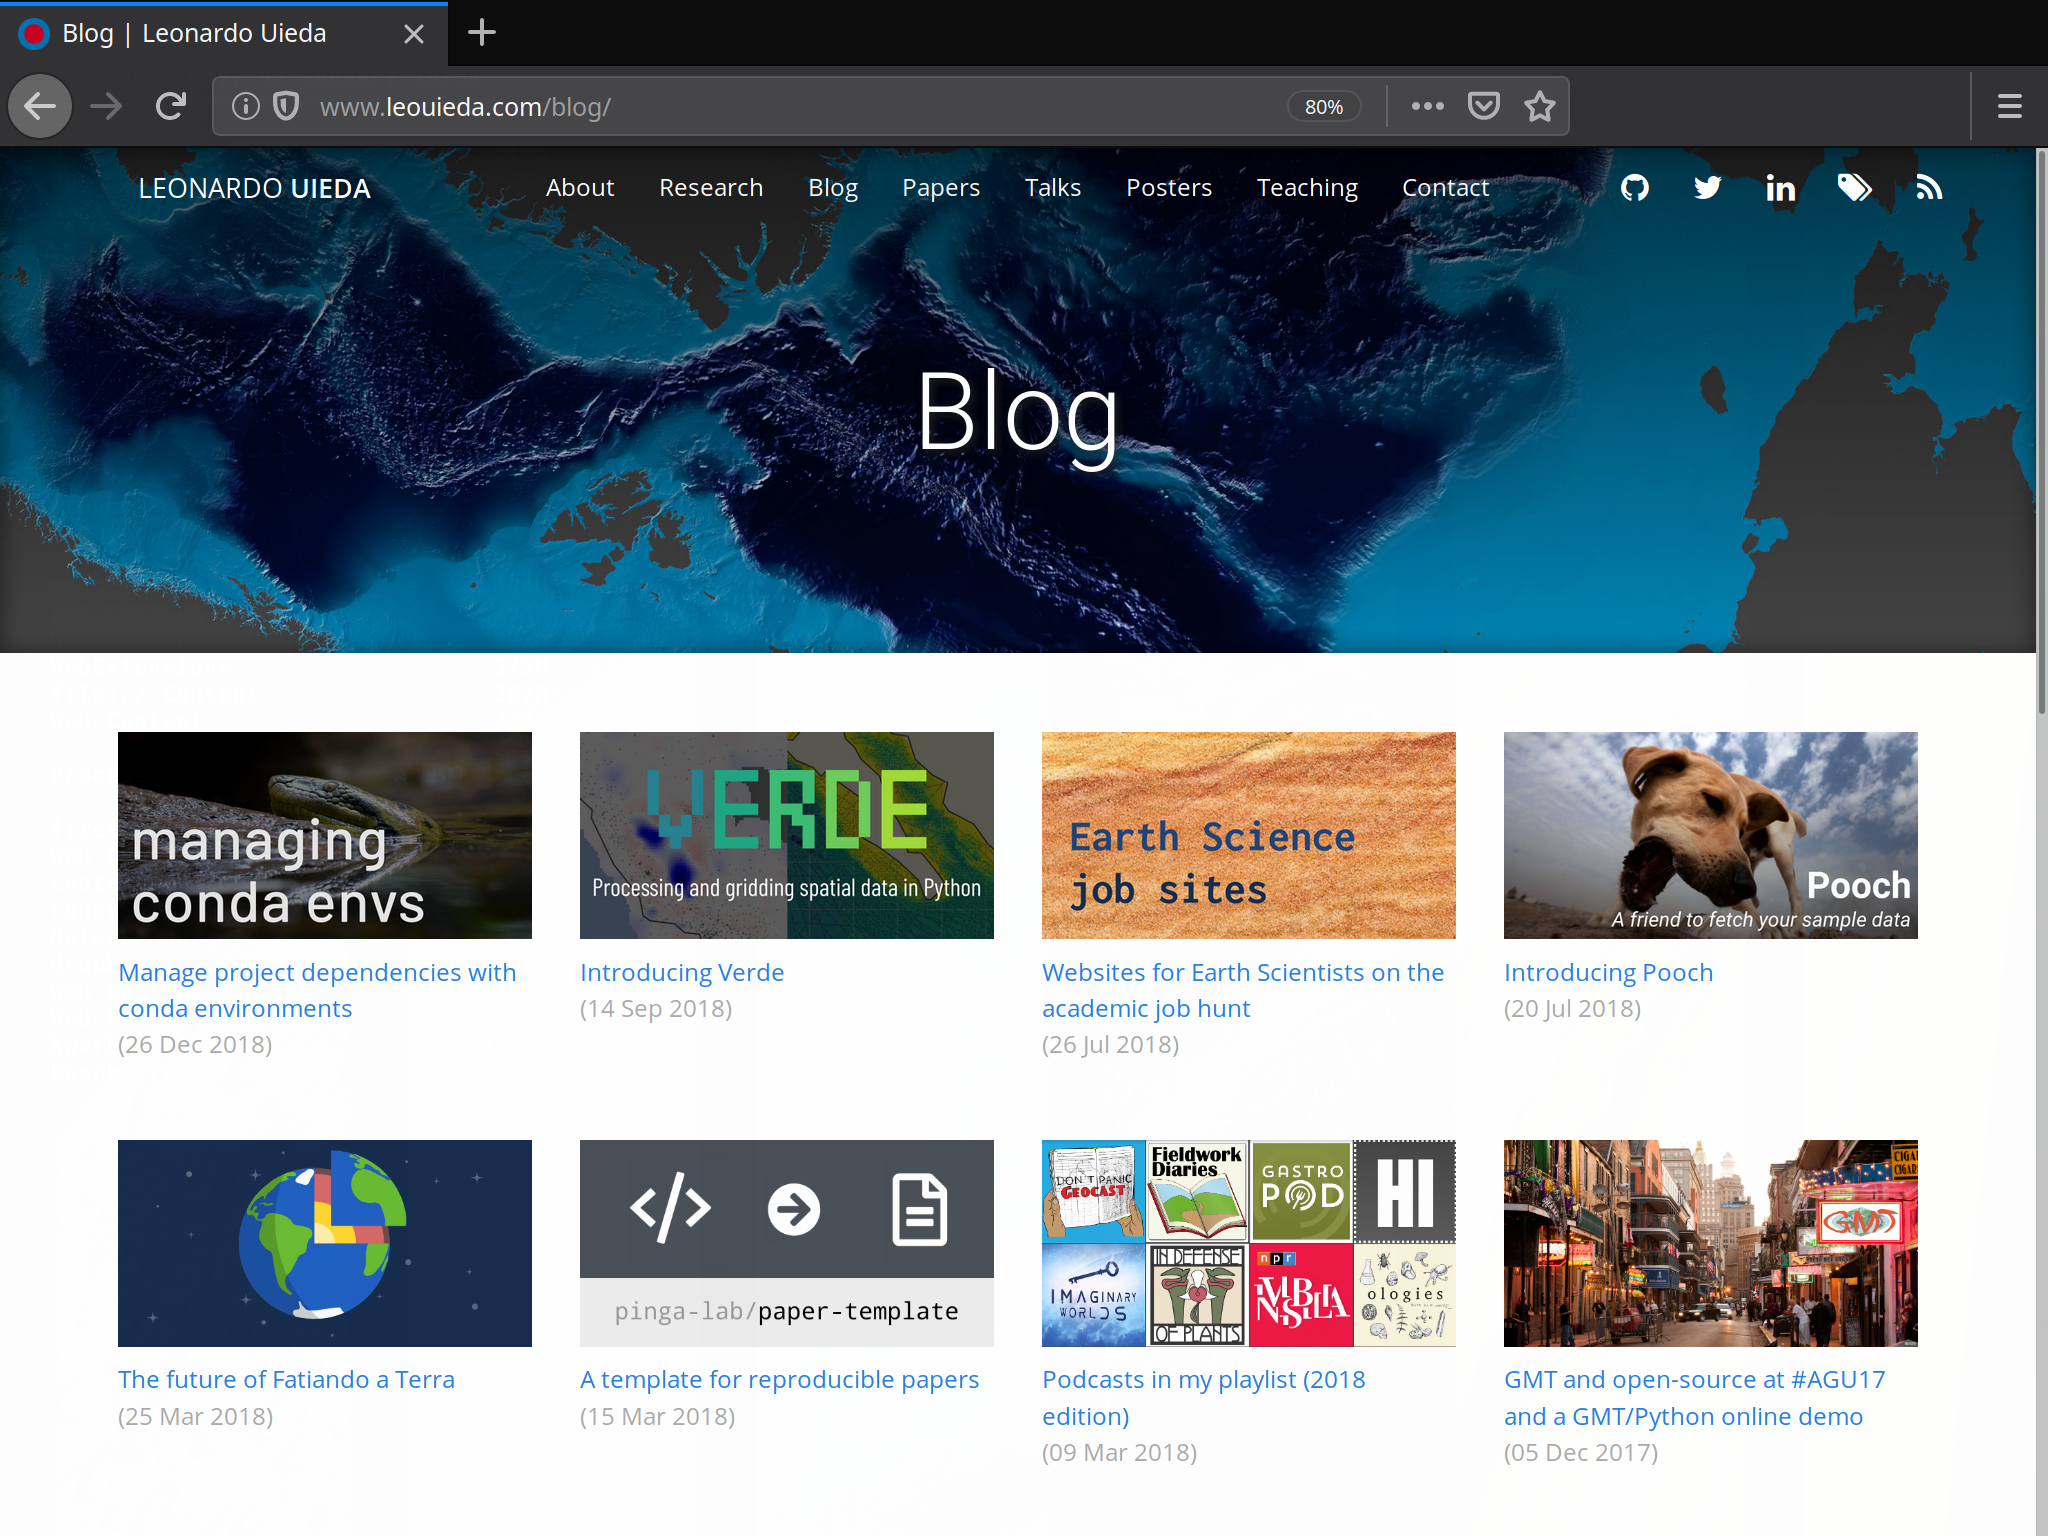 Blog | Leonardo Uieda
www.leouieda.com/blog/
80%
LEONARDO UIEDA
About Research Blog Papers Talks Posters Teaching Contact
Blog
managing
conda envs
VERDE
Processing and gridding spatial data in Python
Earth Science
job sites
Pooch
A friend to fetch your sample data
Manage project dependencies with
conda environments
(26 Dec 2018)
Introducing Verde
(14 Sep 2018)
Websites for Earth Scientists on the
academic job hunt
(26 Jul 2018)
Introducing Pooch
(20 Jul 2018)
</>
pinga-lab/paper-template
DON'T PANIC
GEOCAST
Fieldwork
Diaries
GASTRO
POD
HI
IMAGINARY
WORLDS
IN DEFENSE
OF PLANTS
npr
INVISIBILIA
ologies
CIGAR
CIGARS
GMT
The future of Fatiando a Terra
(25 Mar 2018)
A template for reproducible papers
(15 Mar 2018)
Podcasts in my playlist (2018
edition)
(09 Mar 2018)
GMT and open-source at #AGU17
and a GMT/Python online demo
(05 Dec 2017)